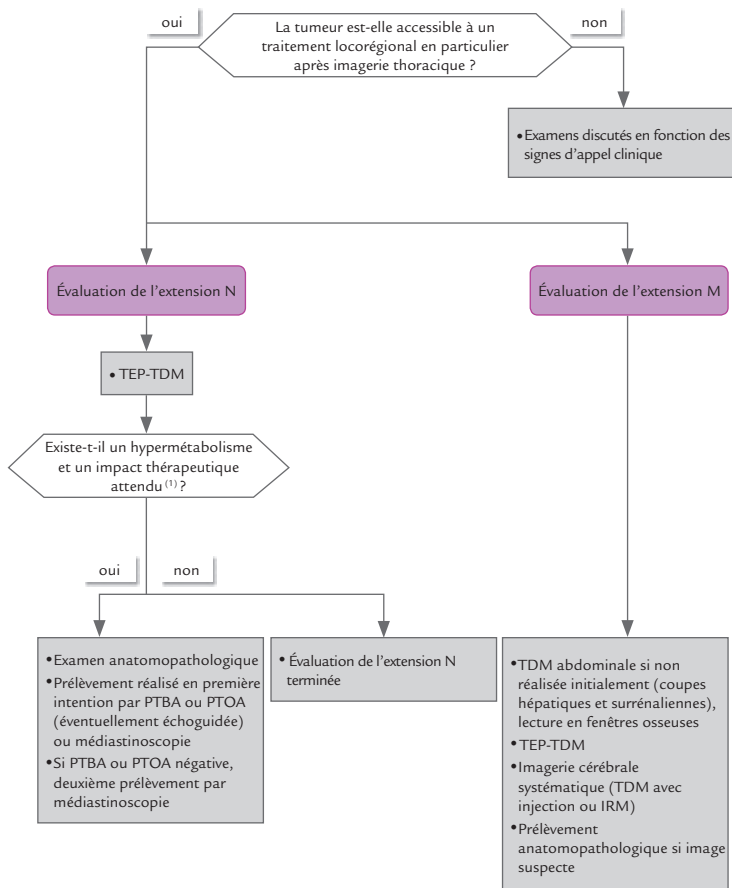 oui
La tumeur est-elle accessible à un
traitement locorégional en particulier
après imagerie thoracique ?
non
•Examens discutés en fonction des
signes d’appel clinique
Évaluation de l’extension N
Évaluation de l’extension M
• TEP-TDM
Existe-t-il un hypermétabolisme
et un impact thérapeutique
attendu (1) ?
oui
non
•Examen anatomopathologique
•Prélèvement réalisé en première
intention par PTBA ou PTOA
(éventuellement échoguidée)
ou médiastinoscopie
•Si PTBA ou PTOA négative,
deuxième prélèvement par
médiastinoscopie
• Évaluation de l’extension N
terminée
•TDM abdominale si non
réalisée initialement (coupes
hépatiques et surrénaliennes),
lecture en fenêtres osseuses
•TEP-TDM
•Imagerie cérébrale
systématique (TDM avec
injection ou IRM)
•Prélèvement
anatomopathologique si image
suspecte